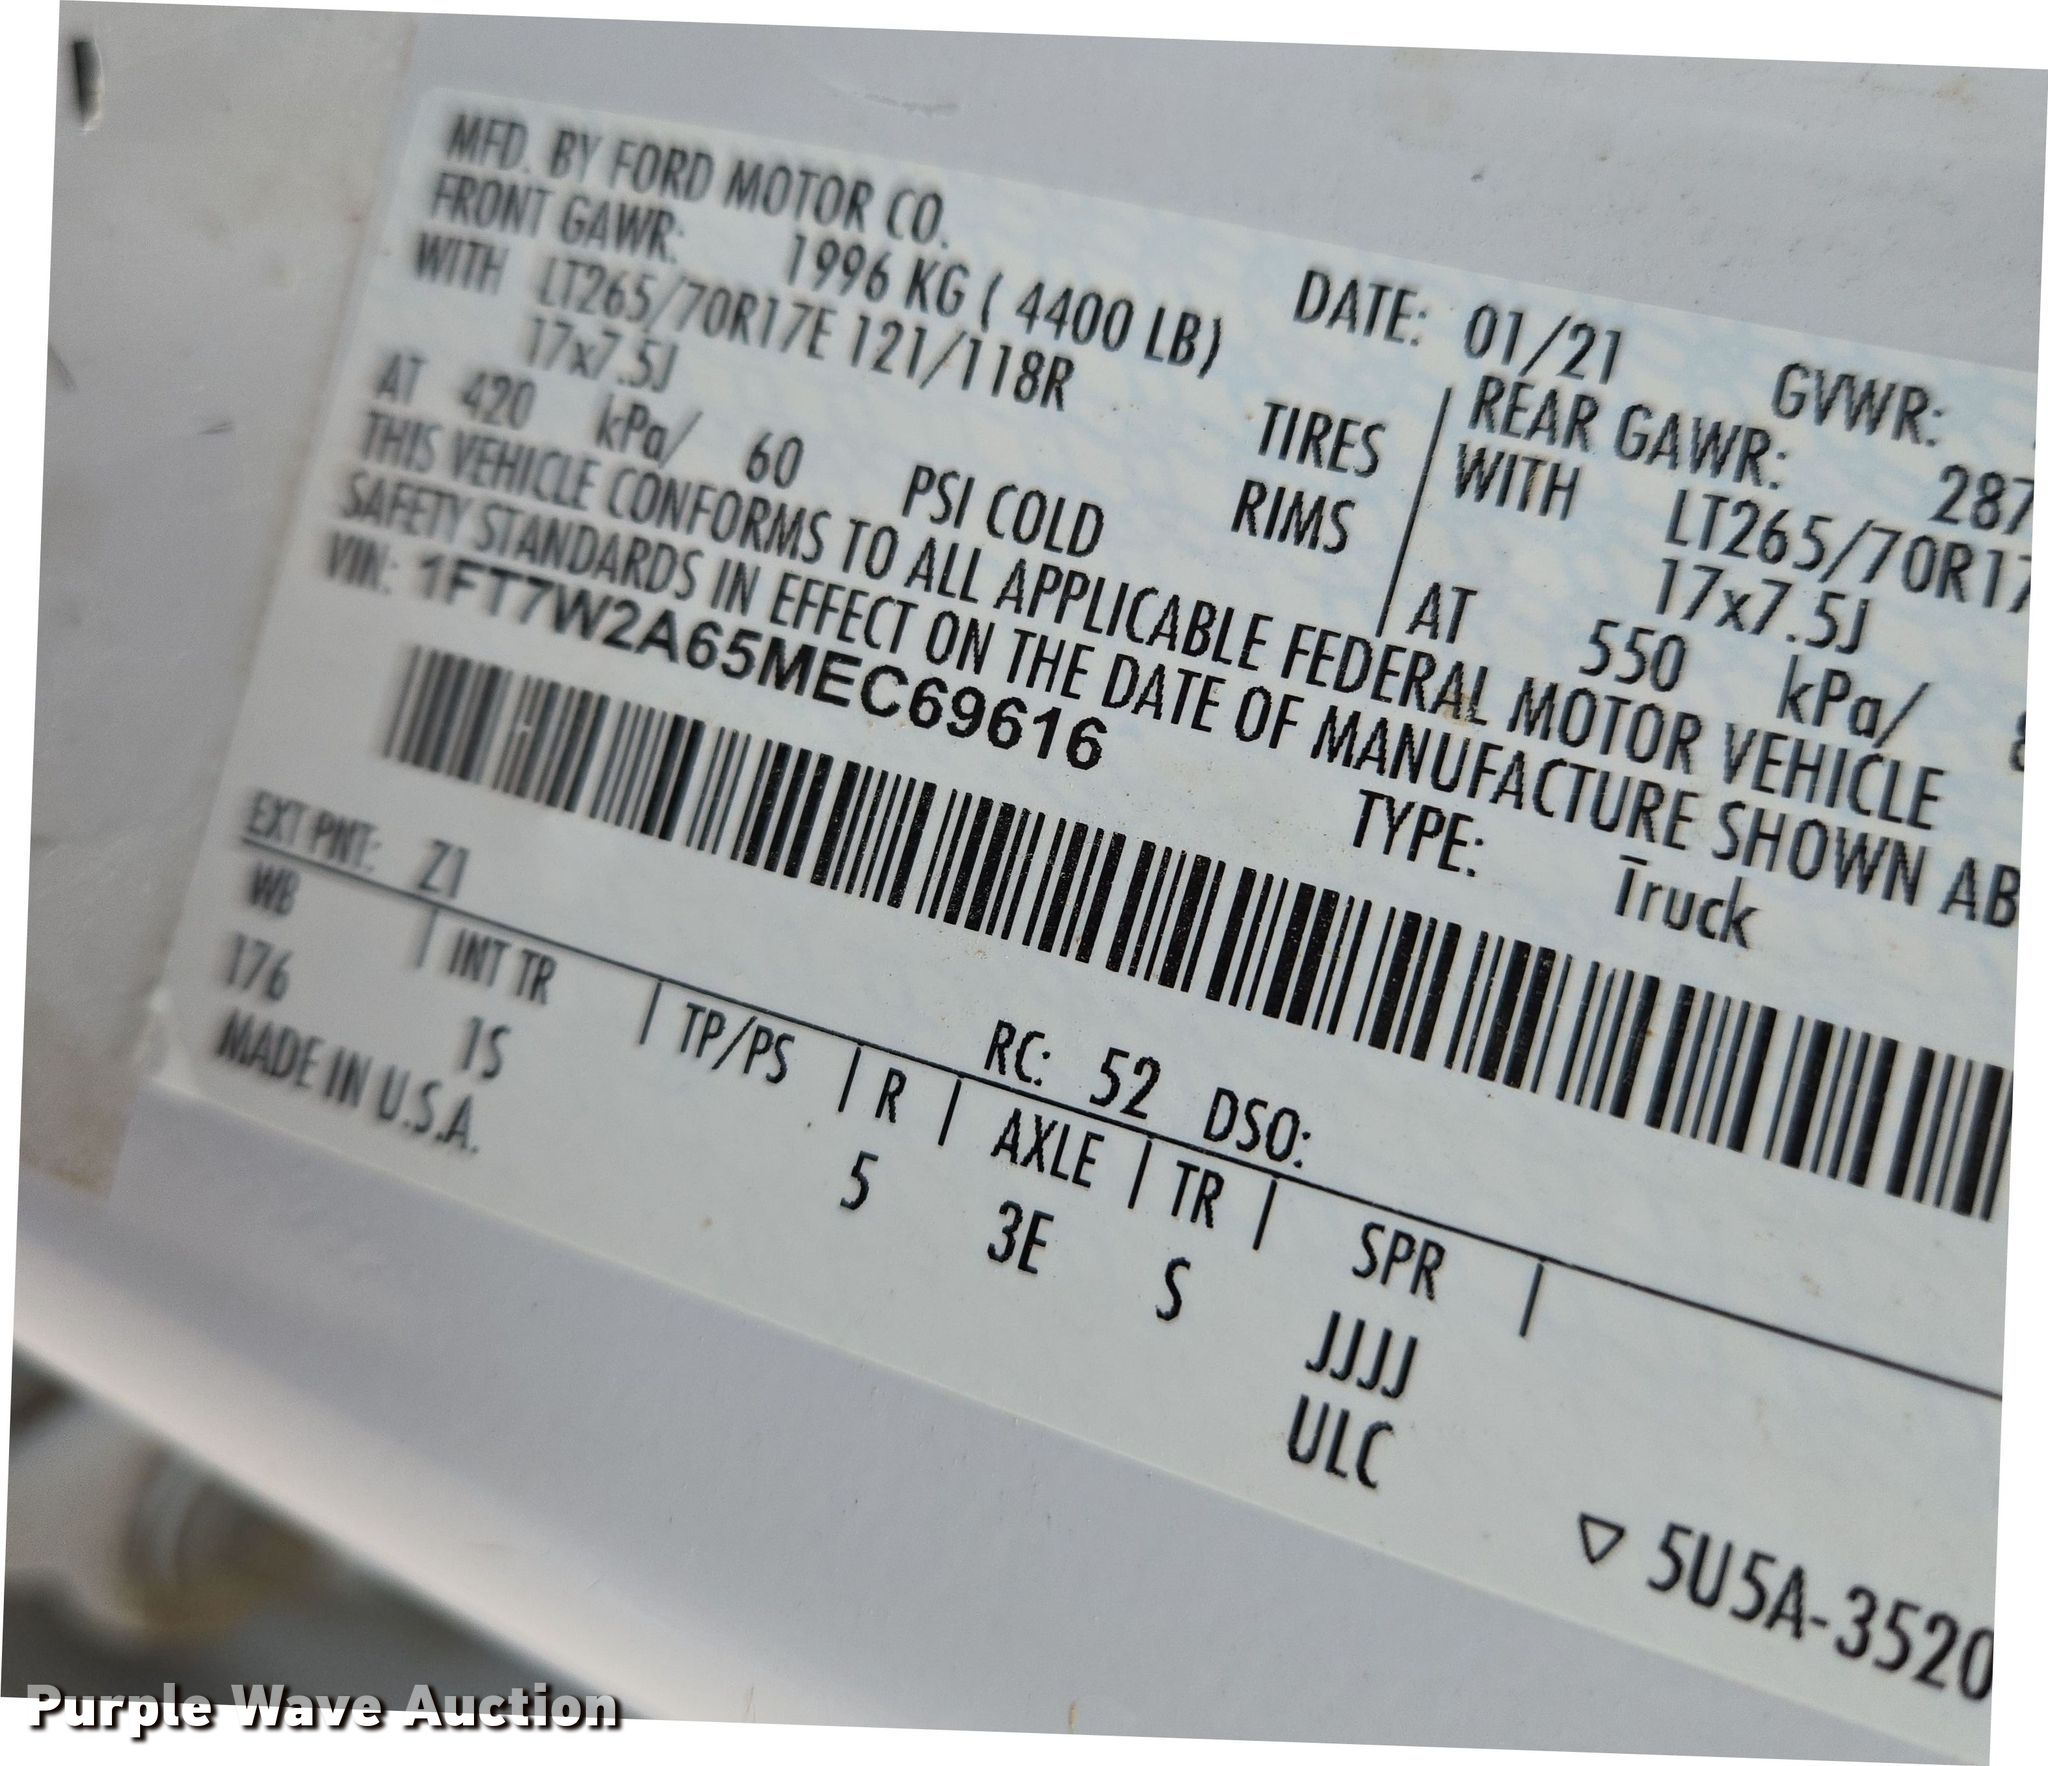 MFD. BY FORD MOTOR CO.
DATE: 01/21 GVWR:
FRONT GAWR: 1996 KG ( 4400 LB)
REAR GAWR: 287
WITH LT265/70R17E 121/118R TIRES
WITH LT265/70R17
17x7.5J RIMS
17x7.5J
AT 420 kPa/ 60 PSI COLD
AT 550 kPa/
THIS VEHICLE CONFORMS TO ALL APPLICABLE FEDERAL MOTOR VEHICLE
SAFETY STANDARDS IN EFFECT ON THE DATE OF MANUFACTURE SHOWN AB
VIN: 1FT7W2A65MEC69616
TYPE: Truck
EXT PNT: Z1 RC: 52 DSO:
WB | INT TR | TP/PS | R | AXLE | TR | SPR |
176 1S 5 3E S JJJJ
MADE IN U.S.A. ULC
▽ 5U5A-3520
Purple Wave Auction